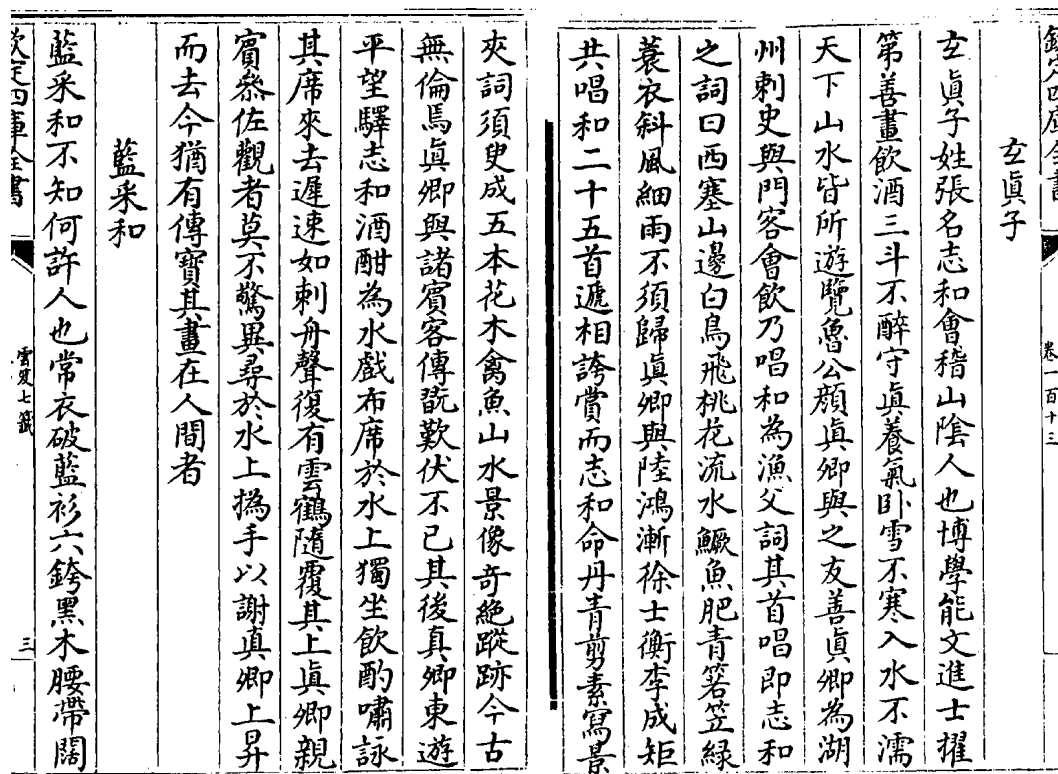 欽定四庫全書
卷一百十三
玄眞子
玄眞子姓張名志和會稽山陰人也博學能文進士擢
第善畫飲酒三斗不醉守眞養氣卧雪不寒入水不濡
天下山水皆所遊覽魯公顔眞卿與之友善眞卿為湖
州刺史與門客會飲乃唱和為漁父詞其首唱即志和
之詞曰西塞山邊白鳥飛桃花流水鱖魚肥青箬笠緑
蓑衣斜風細雨不須歸眞卿與陸鴻漸徐士衡李成矩
共唱和二十五首遞相誇賞而志和命丹青剪素寫景
夾詞須臾成五本花木禽魚山水景像奇絶蹤跡今古
無倫焉眞卿與諸賓客傳翫歎伏不已其後真卿東遊
平望驛志和酒酣為水戲布席於水上獨坐飲酌嘯詠
其席來去遲速如刺舟聲復有雲鶴隨覆其上眞卿親
賓叅佐觀者莫不驚異尋於水上撝手以謝真卿上昇
而去今猶有傳寶其畫在人間者
藍采和
藍采和不知何許人也常衣破藍衫六銙黑木腰帶闊
欽定四庫全書
雲笈七籤
三